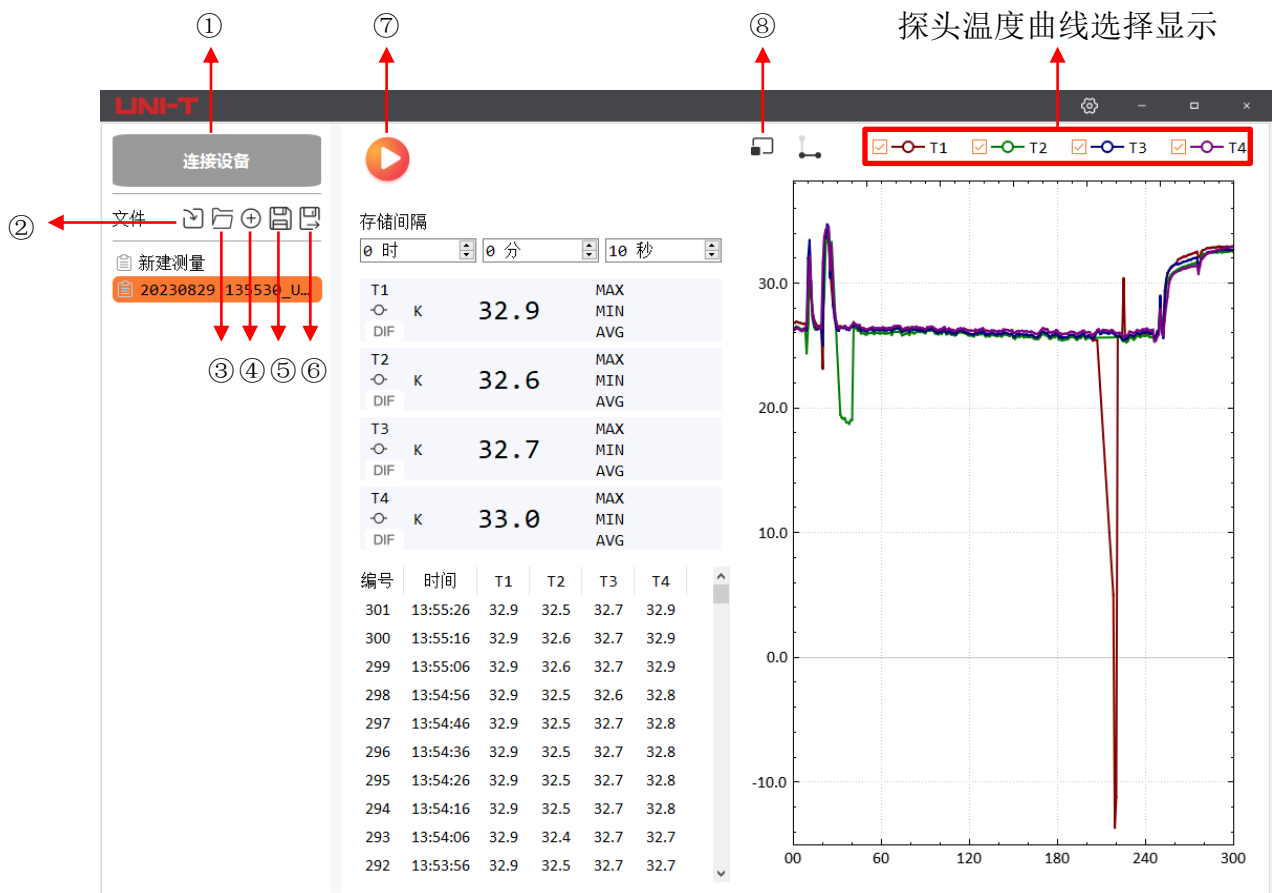 ① ⑦ ⑧ 探头温度曲线选择显示
UNI-T
连接设备
T1 T2 T3 T4
② 文件
新建测量
20230829 135530_U…
③④⑤⑥
存储间隔
0 时 0 分 10 秒
T1 MAX
K 32.9 MIN
DIF AVG
T2 MAX
K 32.6 MIN
DIF AVG
T3 MAX
K 32.7 MIN
DIF AVG
T4 MAX
K 33.0 MIN
DIF AVG
编号 时间 T1 T2 T3 T4
301 13:55:26 32.9 32.5 32.7 32.9
300 13:55:16 32.9 32.6 32.7 32.9
299 13:55:06 32.9 32.6 32.7 32.9
298 13:54:56 32.9 32.5 32.6 32.8
297 13:54:46 32.9 32.5 32.7 32.8
296 13:54:36 32.9 32.5 32.7 32.8
295 13:54:26 32.9 32.5 32.7 32.8
294 13:54:16 32.9 32.5 32.7 32.8
293 13:54:06 32.9 32.4 32.7 32.7
292 13:53:56 32.9 32.5 32.7 32.7
30.0
20.0
10.0
0.0
-10.0
00 60 120 180 240 300